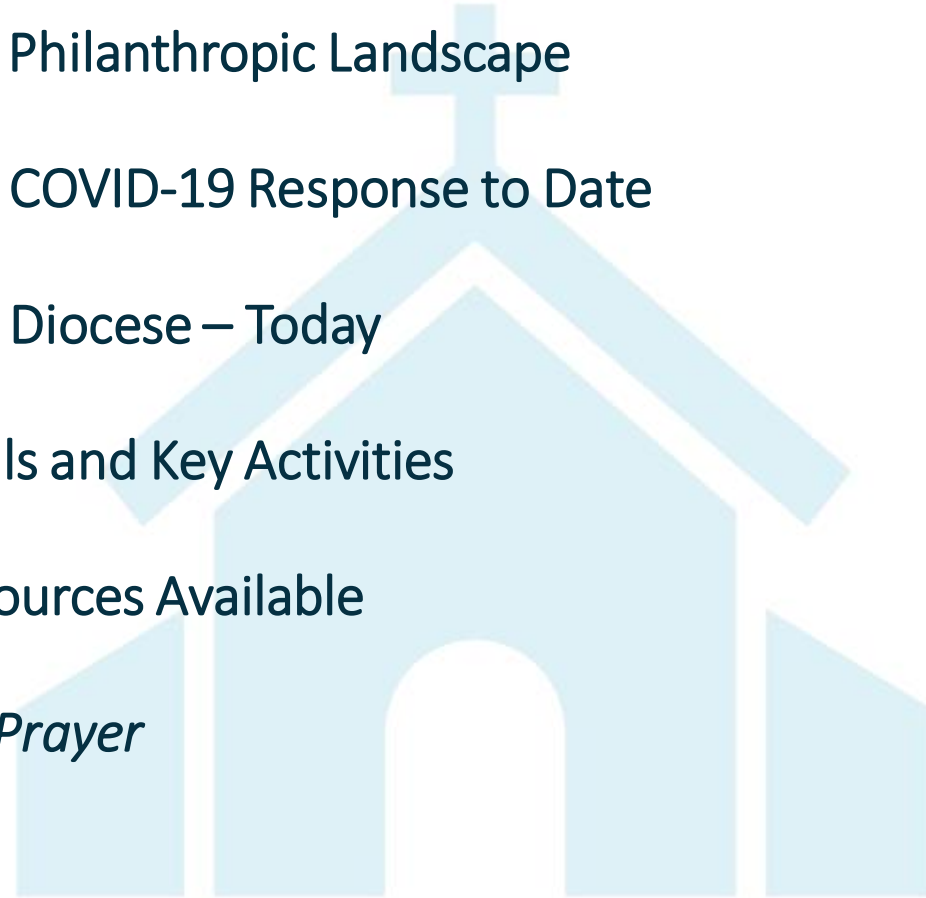 Philanthropic Landscape
COVID-19 Response to Date
Diocese – Today
ls and Key Activities
ources Available
Prayer